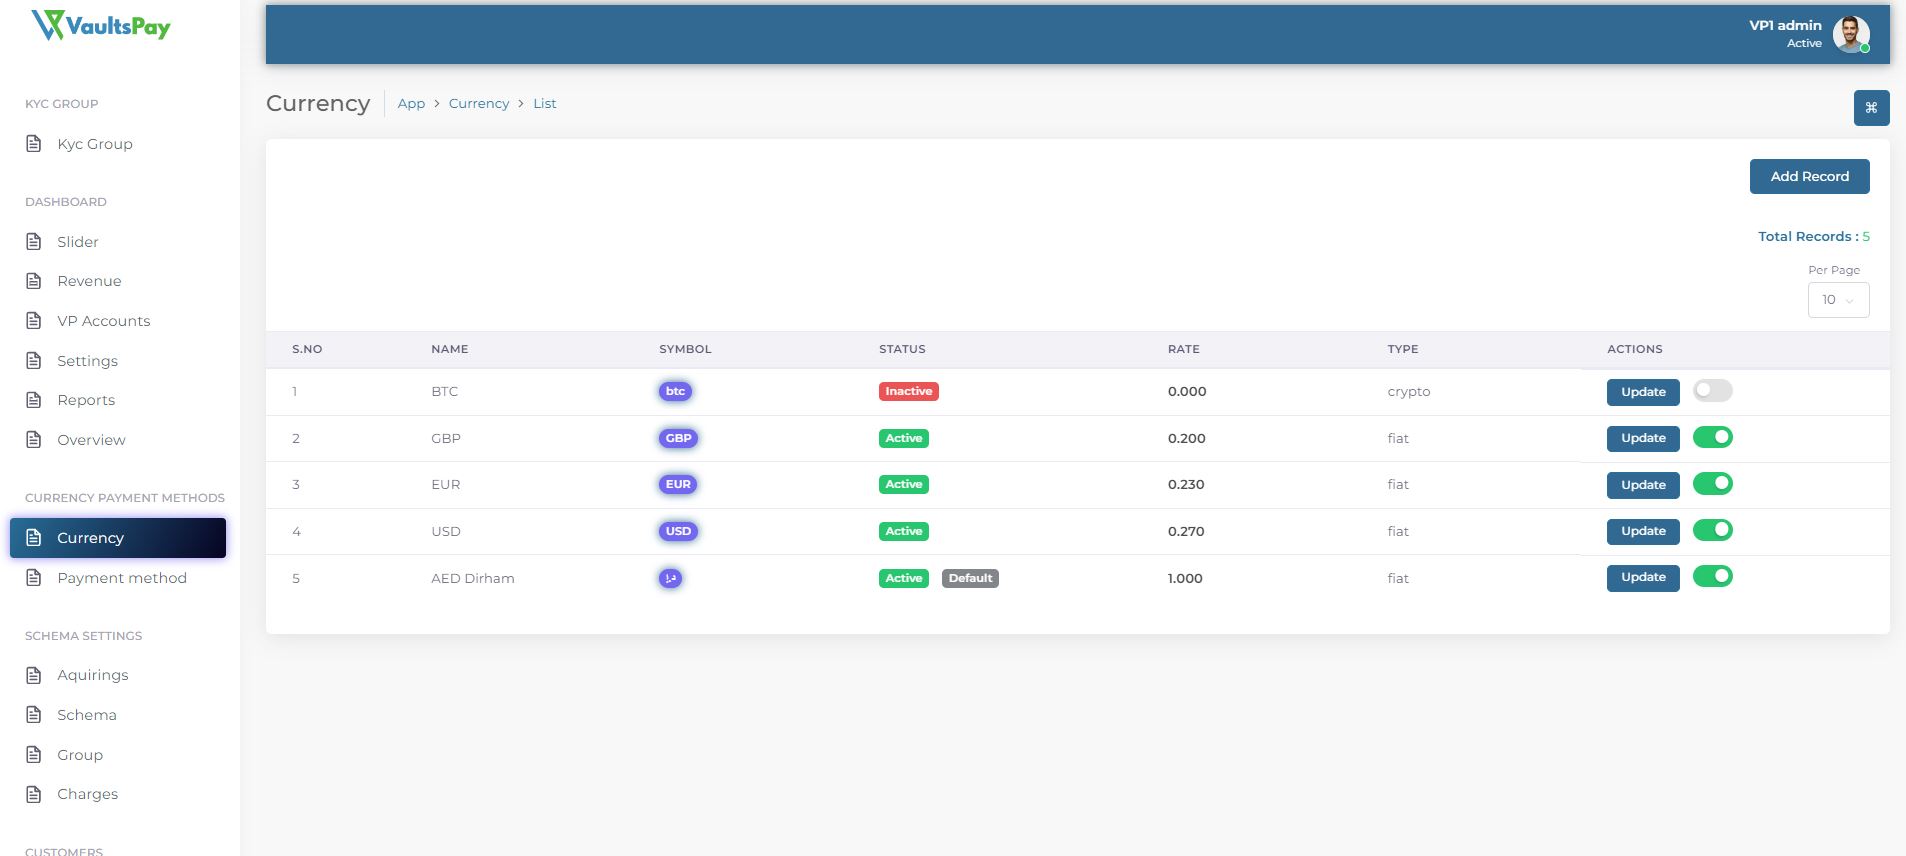 VaultsPay
VP1 admin
Active
KYC GROUP
Kyc Group
DASHBOARD
Slider
Revenue
VP Accounts
Settings
Reports
Overview
CURRENCY PAYMENT METHODS
Currency
Payment method
SCHEMA SETTINGS
Aquirings
Schema
Group
Charges
CUSTOMERS
Currency App > Currency > List
Add Record
Total Records : 5
Per Page
10
S.NO NAME SYMBOL STATUS RATE TYPE ACTIONS
1 BTC btc Inactive 0.000 crypto Update
2 GBP GBP Active 0.200 fiat Update
3 EUR EUR Active 0.230 fiat Update
4 USD USD Active 0.270 fiat Update
5 AED Dirham Active Default 1.000 fiat Update